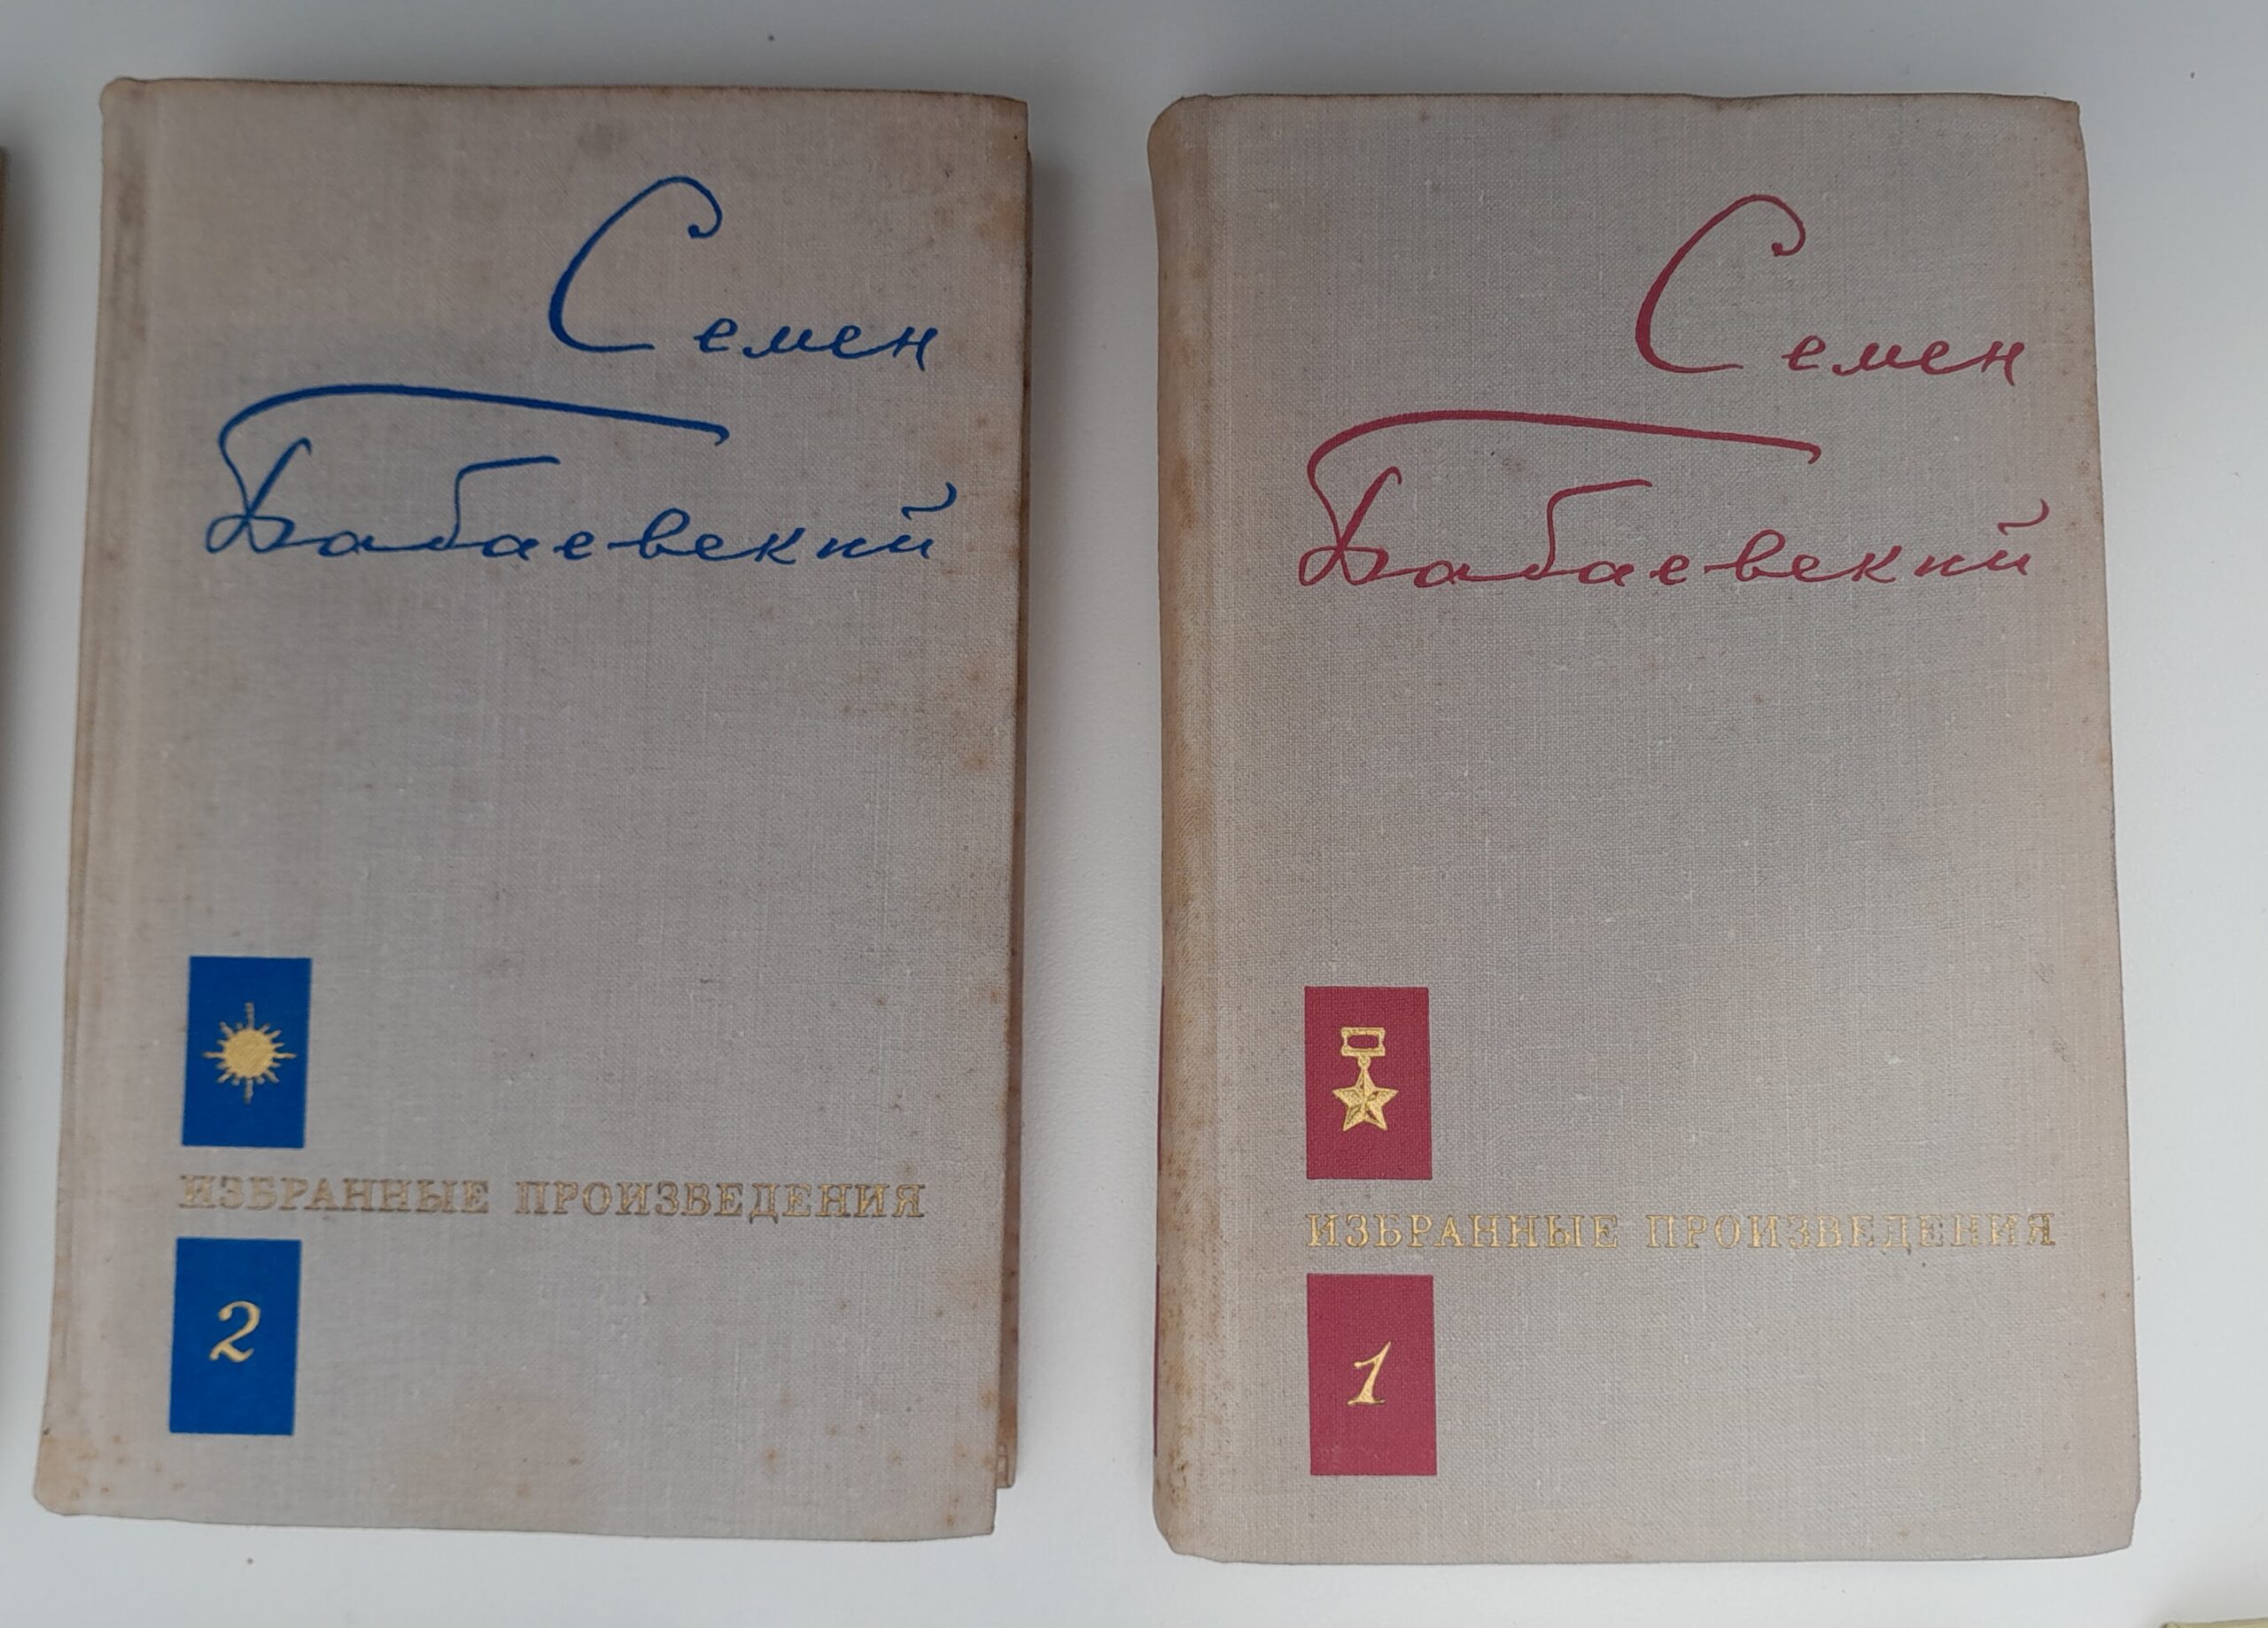 Семен
Бабаевский
ИЗБРАННЫЕ ПРОИЗВЕДЕНИЯ
2
Семен
Бабаевский
ИЗБРАННЫЕ ПРОИЗВЕДЕНИЯ
1